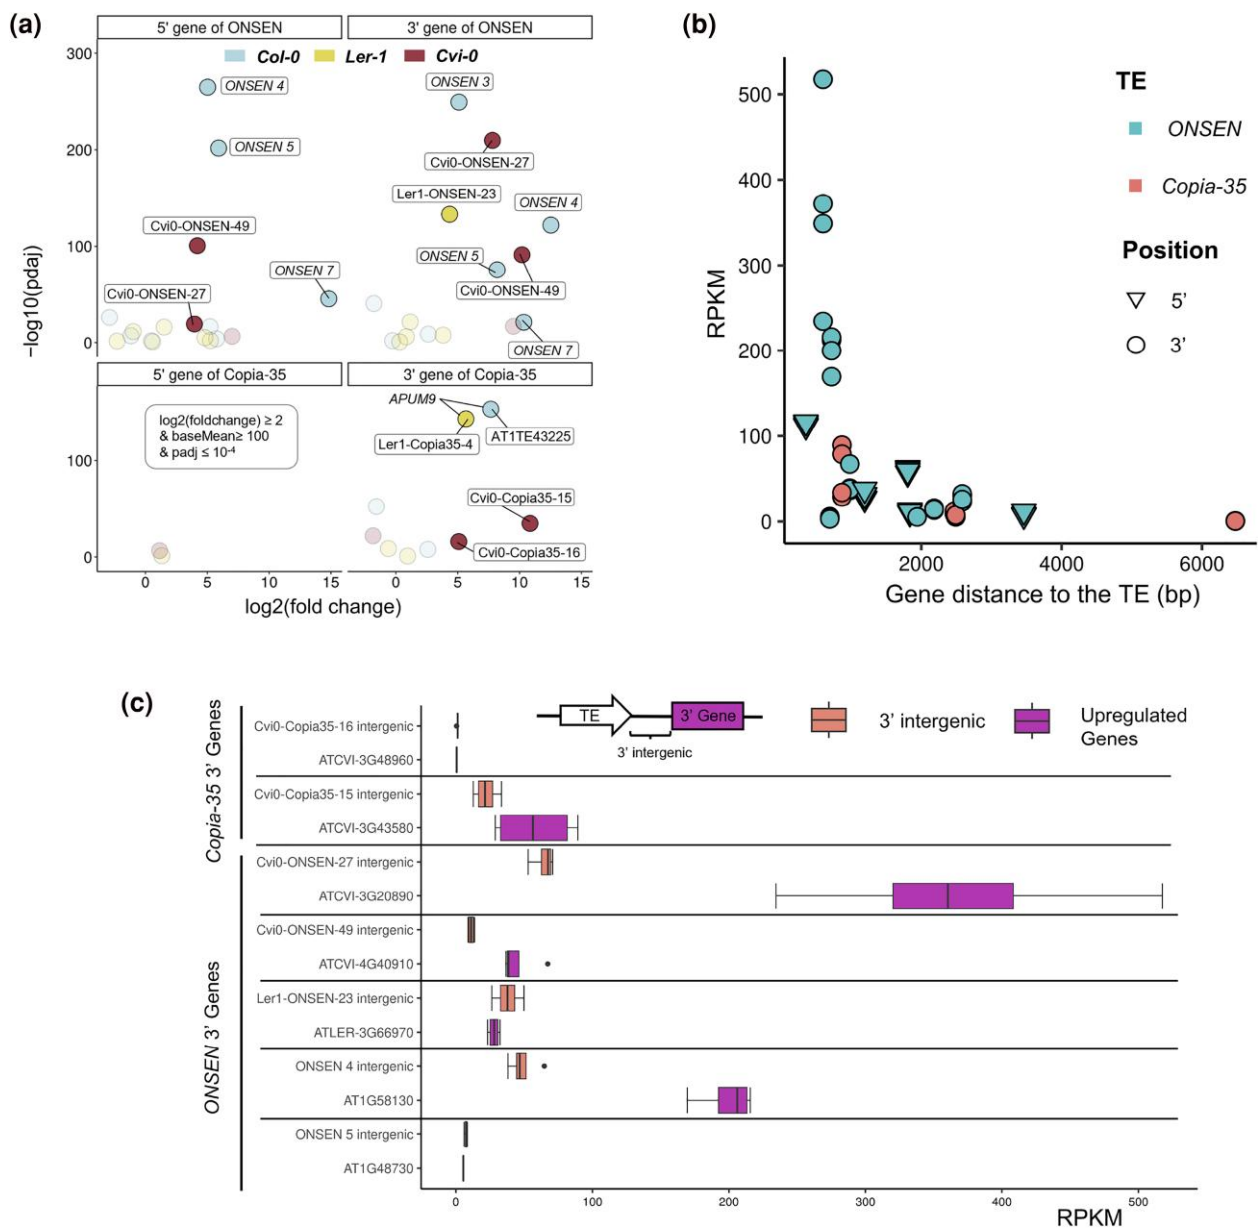 (a)
5' gene of ONSEN
3' gene of ONSEN
Col-0 Ler-1 Cvi-0
300
200
100
0
ONSEN 4
ONSEN 5
Cvi0-ONSEN-49
ONSEN 7
Cvi0-ONSEN-27
ONSEN 3
Cvi0-ONSEN-27
Ler1-ONSEN-23
ONSEN 4
ONSEN 5
Cvi0-ONSEN-49
ONSEN 7
−log10(pdaj)
5' gene of Copia-35
3' gene of Copia-35
log2(foldchange) ≥ 2
& baseMean≥ 100
& padj ≤ 10-4
100
0
APUM9
AT1TE43225
Ler1-Copia35-4
Cvi0-Copia35-15
Cvi0-Copia35-16
0 5 10 15 0 5 10 15
log2(fold change)
(b)
RPKM
500
400
300
200
100
0
2000 4000 6000
Gene distance to the TE (bp)
TE
ONSEN
Copia-35
Position
5’
3’
(c)
Copia-35 3' Genes
ONSEN 3' Genes
TE
3' Gene
3' intergenic
3' intergenic
Upregulated
Genes
Cvi0-Copia35-16 intergenic
ATCVI-3G48960
Cvi0-Copia35-15 intergenic
ATCVI-3G43580
Cvi0-ONSEN-27 intergenic
ATCVI-3G20890
Cvi0-ONSEN-49 intergenic
ATCVI-4G40910
Ler1-ONSEN-23 intergenic
ATLER-3G66970
ONSEN 4 intergenic
AT1G58130
ONSEN 5 intergenic
AT1G48730
0 100 200 300 400 500
RPKM